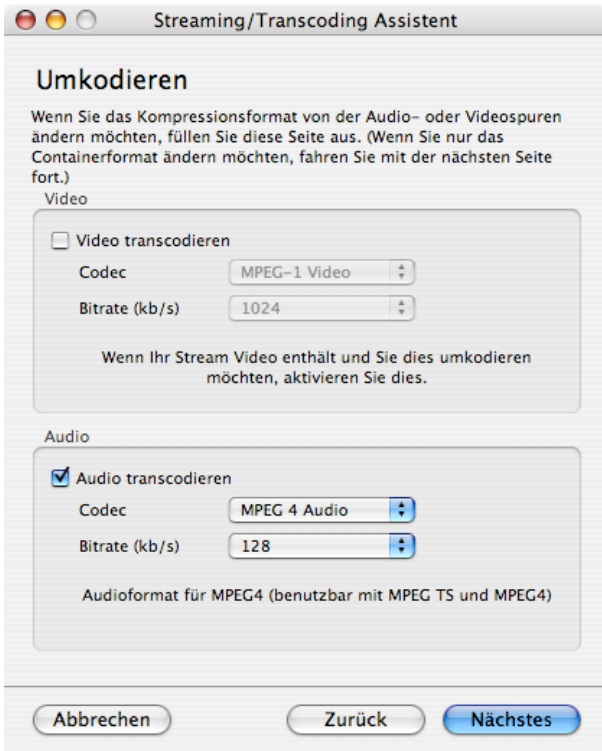 Streaming/Transcoding Assistent
Umkodieren
Wenn Sie das Kompressionsformat von der Audio- oder Videospuren
ändern möchten, füllen Sie diese Seite aus. (Wenn Sie nur das
Containerformat ändern möchten, fahren Sie mit der nächsten Seite
fort.)
Video
Video transcodieren
Codec MPEG-1 Video
Bitrate (kb/s) 1024
Wenn Ihr Stream Video enthält und Sie dies umkodieren
möchten, aktivieren Sie dies.
Audio
Audio transcodieren
Codec MPEG 4 Audio
Bitrate (kb/s) 128
Audioformat für MPEG4 (benutzbar mit MPEG TS und MPEG4)
Abbrechen Zurück Nächstes